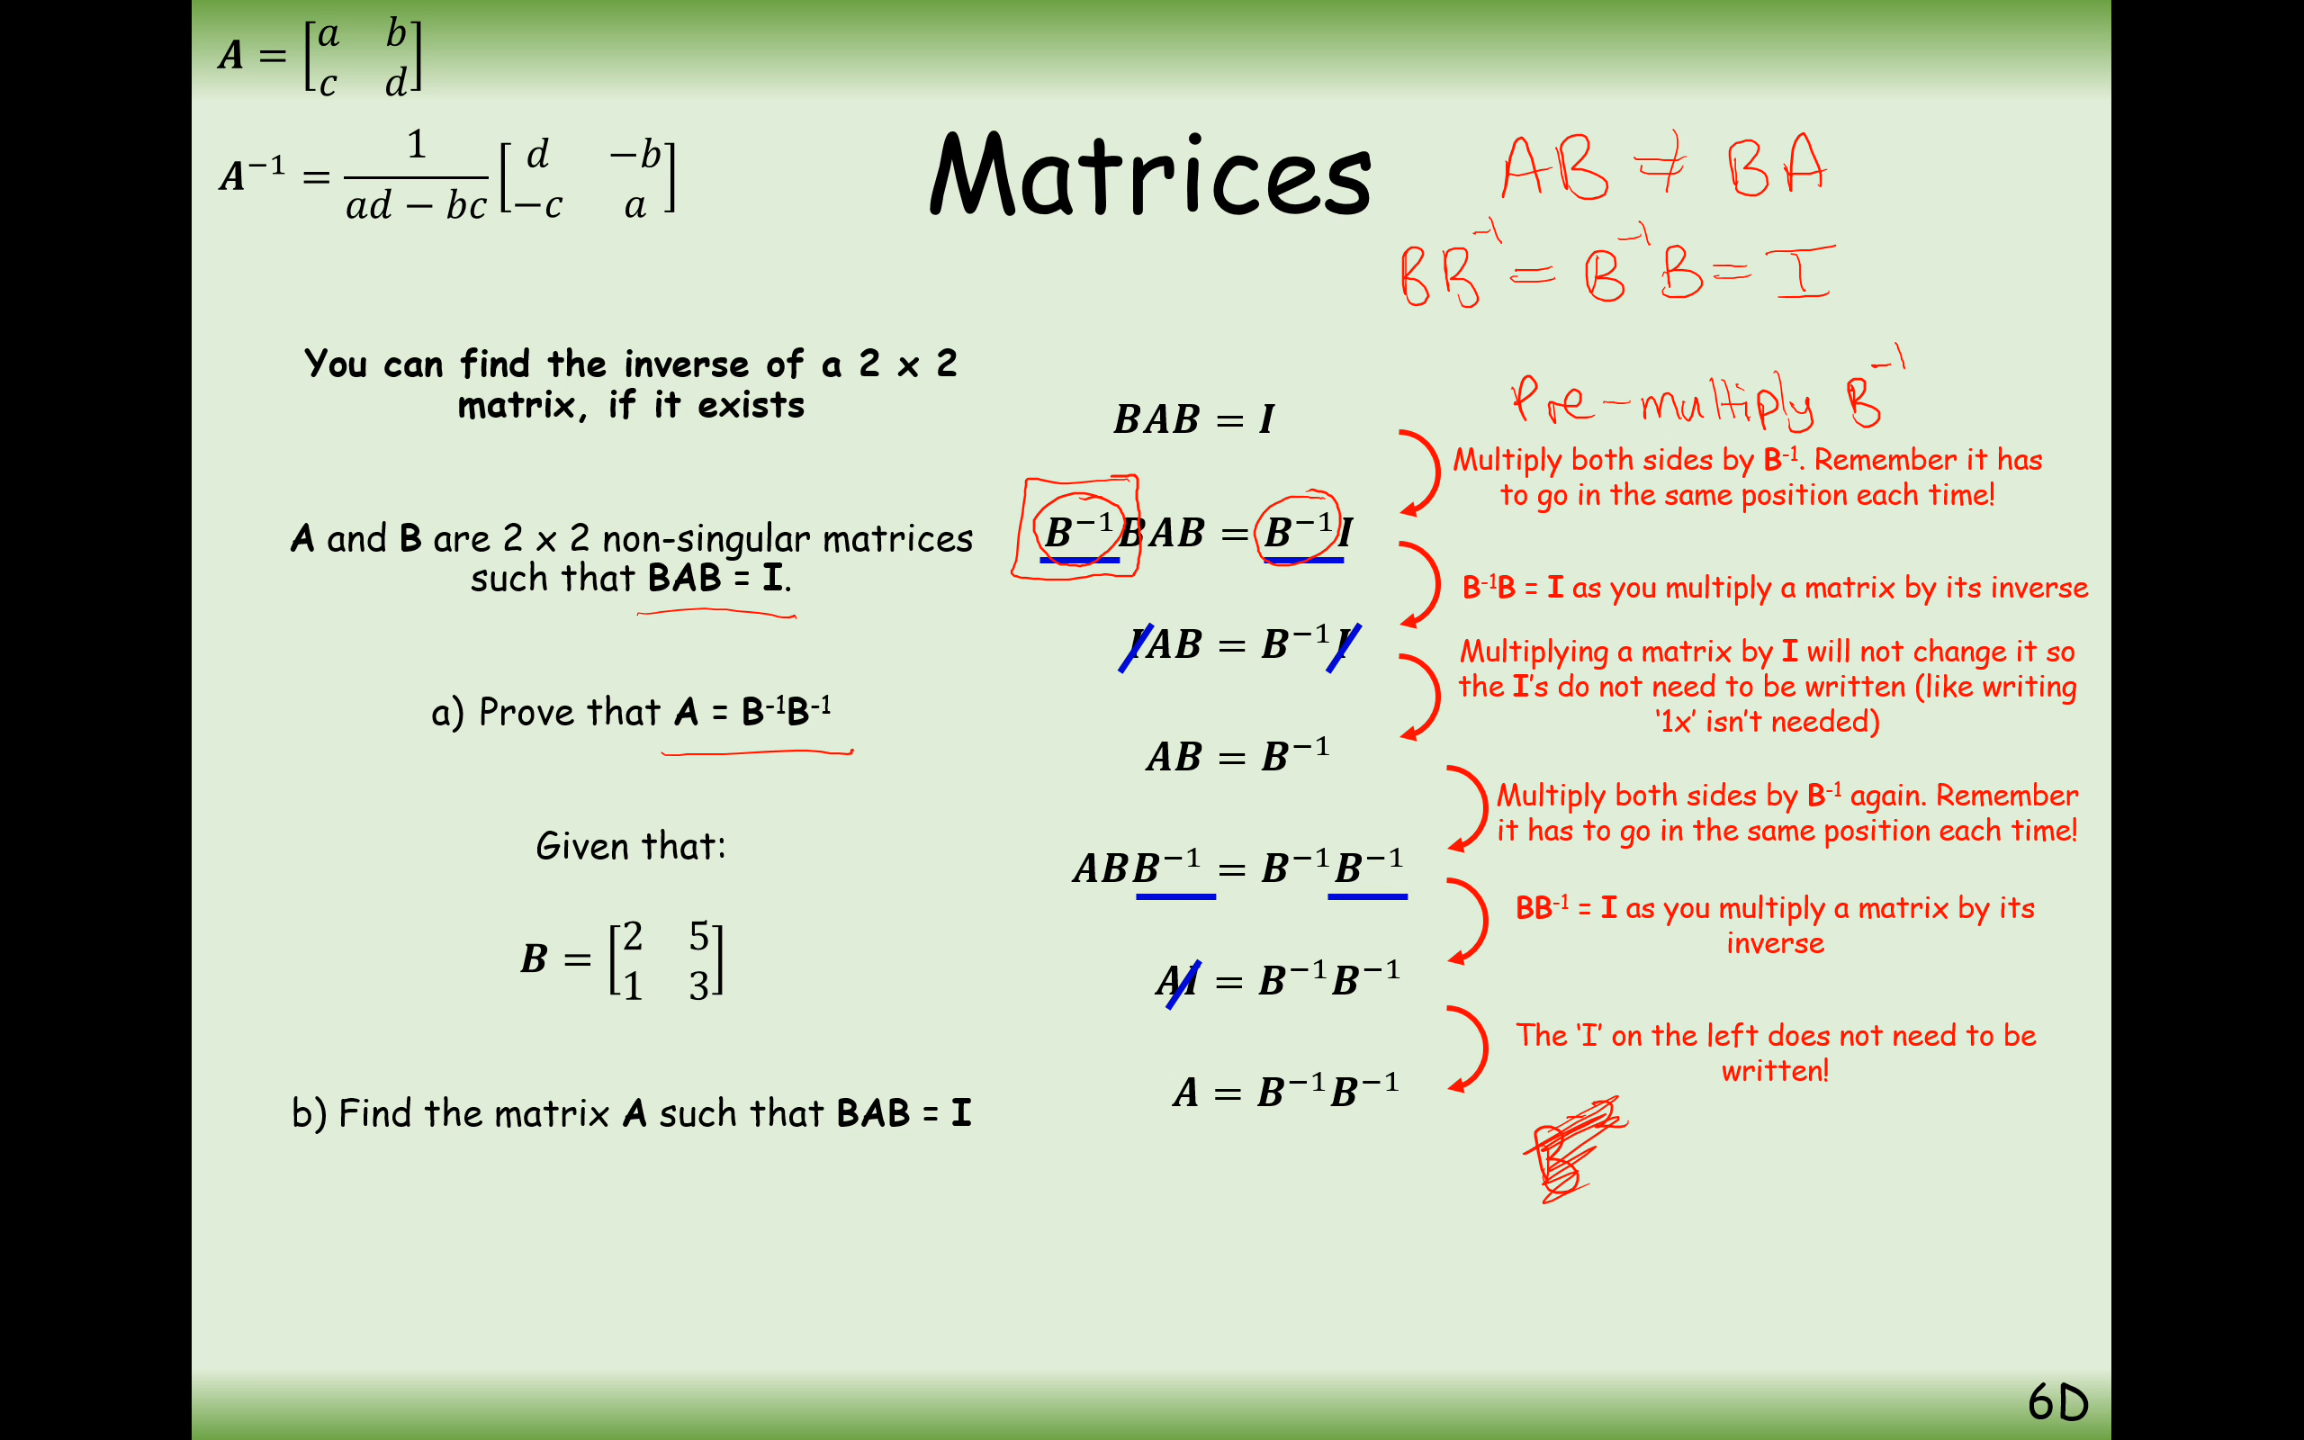 A = [a b
c d]
A⁻¹ = 1/(ad − bc) [d −b
−c a]
Matrices
AB ≠ BA
BB⁻¹ = B⁻¹B = I
You can find the inverse of a 2 x 2
matrix, if it exists
A and B are 2 x 2 non-singular matrices
such that BAB = I.
a) Prove that A = B⁻¹B⁻¹
Given that:
B = [2 5
1 3]
b) Find the matrix A such that BAB = I
Pre-multiply B⁻¹
BAB = I
Multiply both sides by B⁻¹. Remember it has
to go in the same position each time!
B⁻¹BAB = B⁻¹I
B⁻¹B = I as you multiply a matrix by its inverse
IAB = B⁻¹I
Multiplying a matrix by I will not change it so
the I's do not need to be written (like writing
'1x' isn't needed)
AB = B⁻¹
Multiply both sides by B⁻¹ again. Remember
it has to go in the same position each time!
ABB⁻¹ = B⁻¹B⁻¹
BB⁻¹ = I as you multiply a matrix by its
inverse
AI = B⁻¹B⁻¹
The 'I' on the left does not need to be
written!
A = B⁻¹B⁻¹
6D